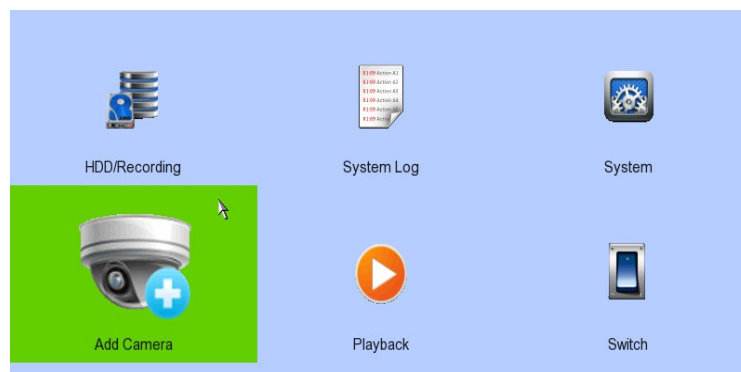 HDD/Recording
System Log
System
Add Camera
Playback
Switch